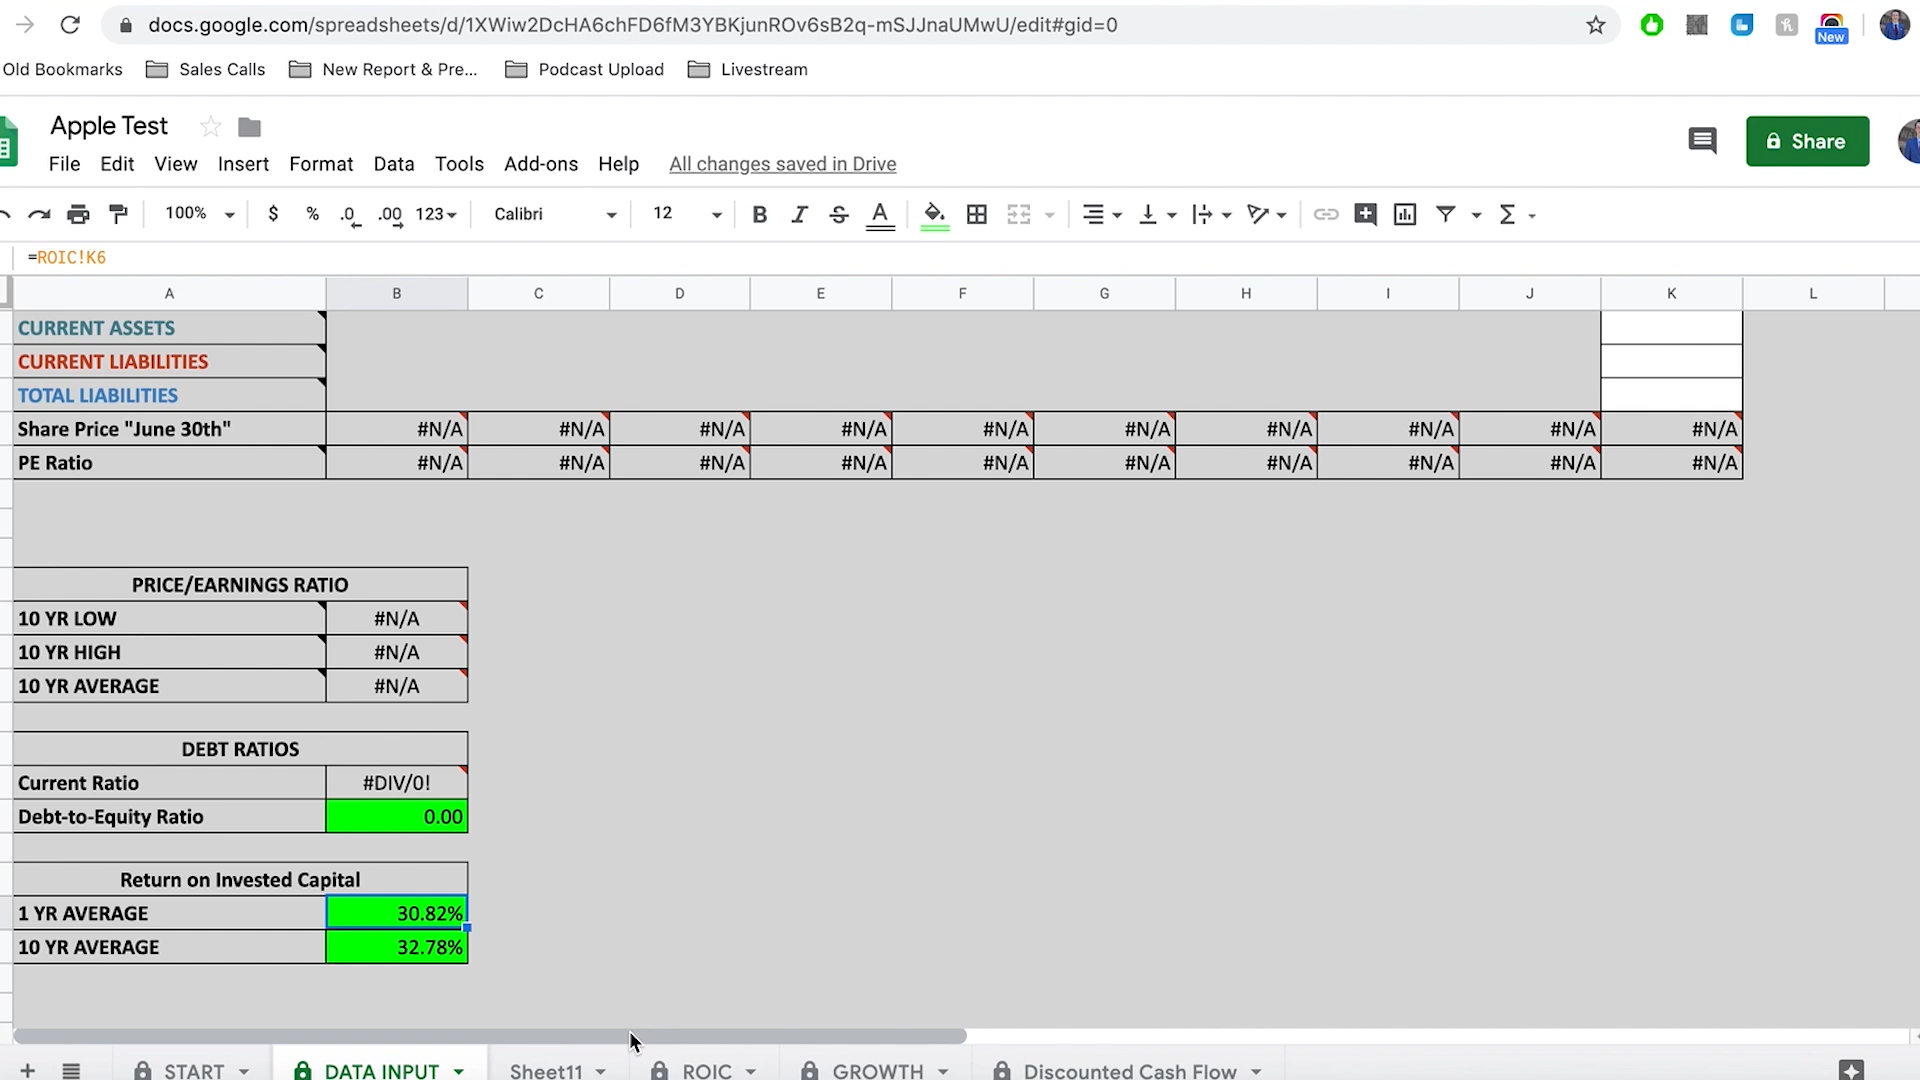 docs.google.com/spreadsheets/d/1XWiw2DcHA6chFD6fM3YBKjunROv6sB2q-mSJJnaUMwU/edit#gid=0
New
Old Bookmarks Sales Calls New Report & Pre... Podcast Upload Livestream
Apple Test
Share
File Edit View Insert Format Data Tools Add-ons Help All changes saved in Drive
100% $ % .0 .00 123 Calibri 12 B I S A Σ
=ROIC!K6
A B C D E F G H I J K L
CURRENT ASSETS
CURRENT LIABILITIES
TOTAL LIABILITIES
Share Price "June 30th" #N/A #N/A #N/A #N/A #N/A #N/A #N/A #N/A #N/A #N/A
PE Ratio #N/A #N/A #N/A #N/A #N/A #N/A #N/A #N/A #N/A #N/A
PRICE/EARNINGS RATIO
10 YR LOW #N/A
10 YR HIGH #N/A
10 YR AVERAGE #N/A
DEBT RATIOS
Current Ratio #DIV/0!
Debt-to-Equity Ratio 0.00
Return on Invested Capital
1 YR AVERAGE 30.82%
10 YR AVERAGE 32.78%
START DATA INPUT Sheet11 ROIC GROWTH Discounted Cash Flow